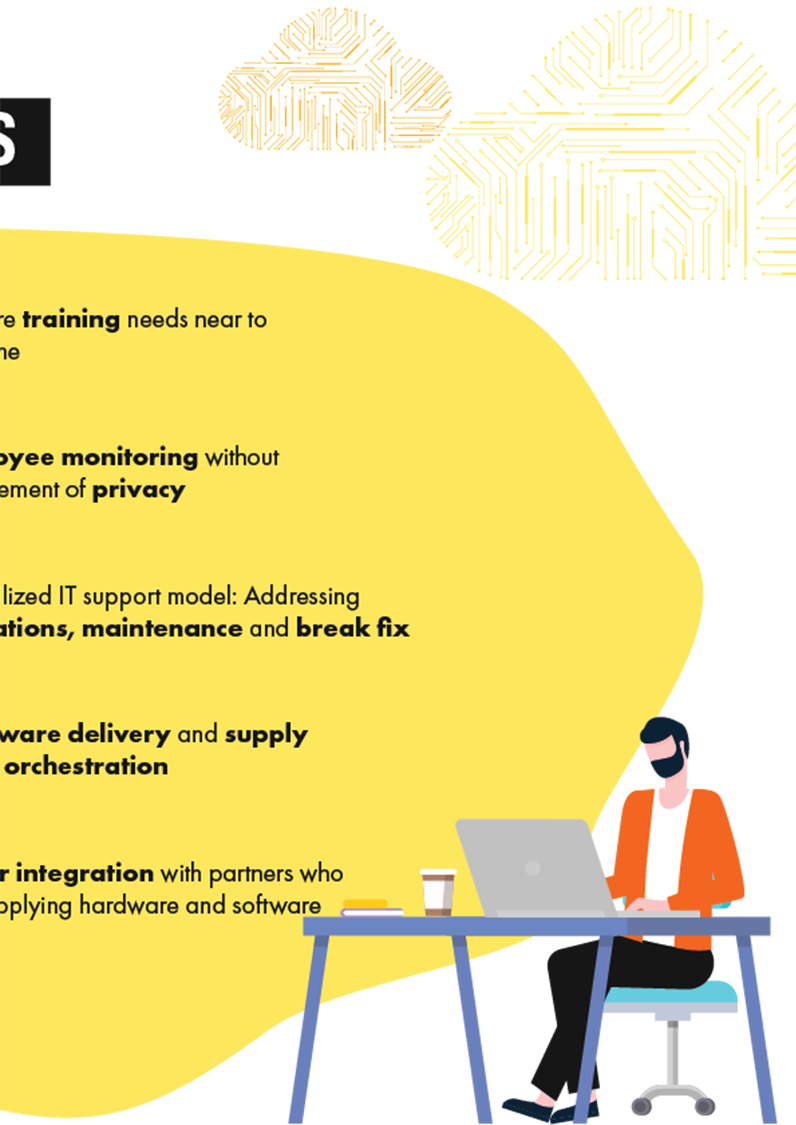 S
re training needs near to
ne
oyee monitoring without
ement of privacy
lized IT support model: Addressing
ations, maintenance and break fix
ware delivery and supply
orchestration
r integration with partners who
pplying hardware and software